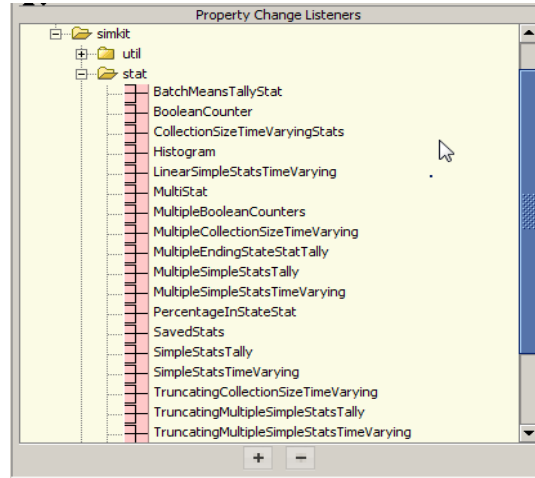 Property Change Listeners
simkit
util
stat
BatchMeansTallyStat
BooleanCounter
CollectionSizeTimeVaryingStats
Histogram
LinearSimpleStatsTimeVarying
MultiStat
MultipleBooleanCounters
MultipleCollectionSizeTimeVarying
MultipleEndingStateStatTally
MultipleSimpleStatsTally
MultipleSimpleStatsTimeVarying
PercentageInStateStat
SavedStats
SimpleStatsTally
SimpleStatsTimeVarying
TruncatingCollectionSizeTimeVarying
TruncatingMultipleSimpleStatsTally
TruncatingMultipleSimpleStatsTimeVarying